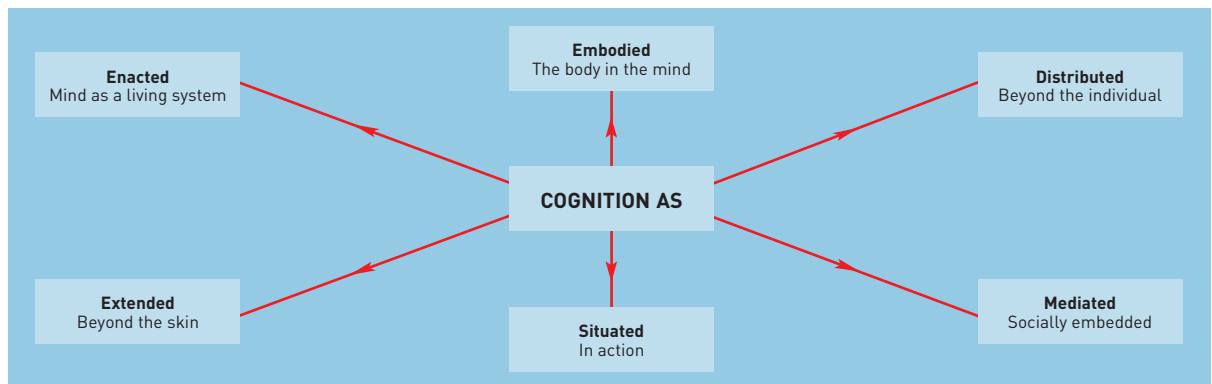 Embodied
The body in the mind
Enacted
Mind as a living system
Distributed
Beyond the individual
COGNITION AS
Extended
Beyond the skin
Situated
In action
Mediated
Socially embedded